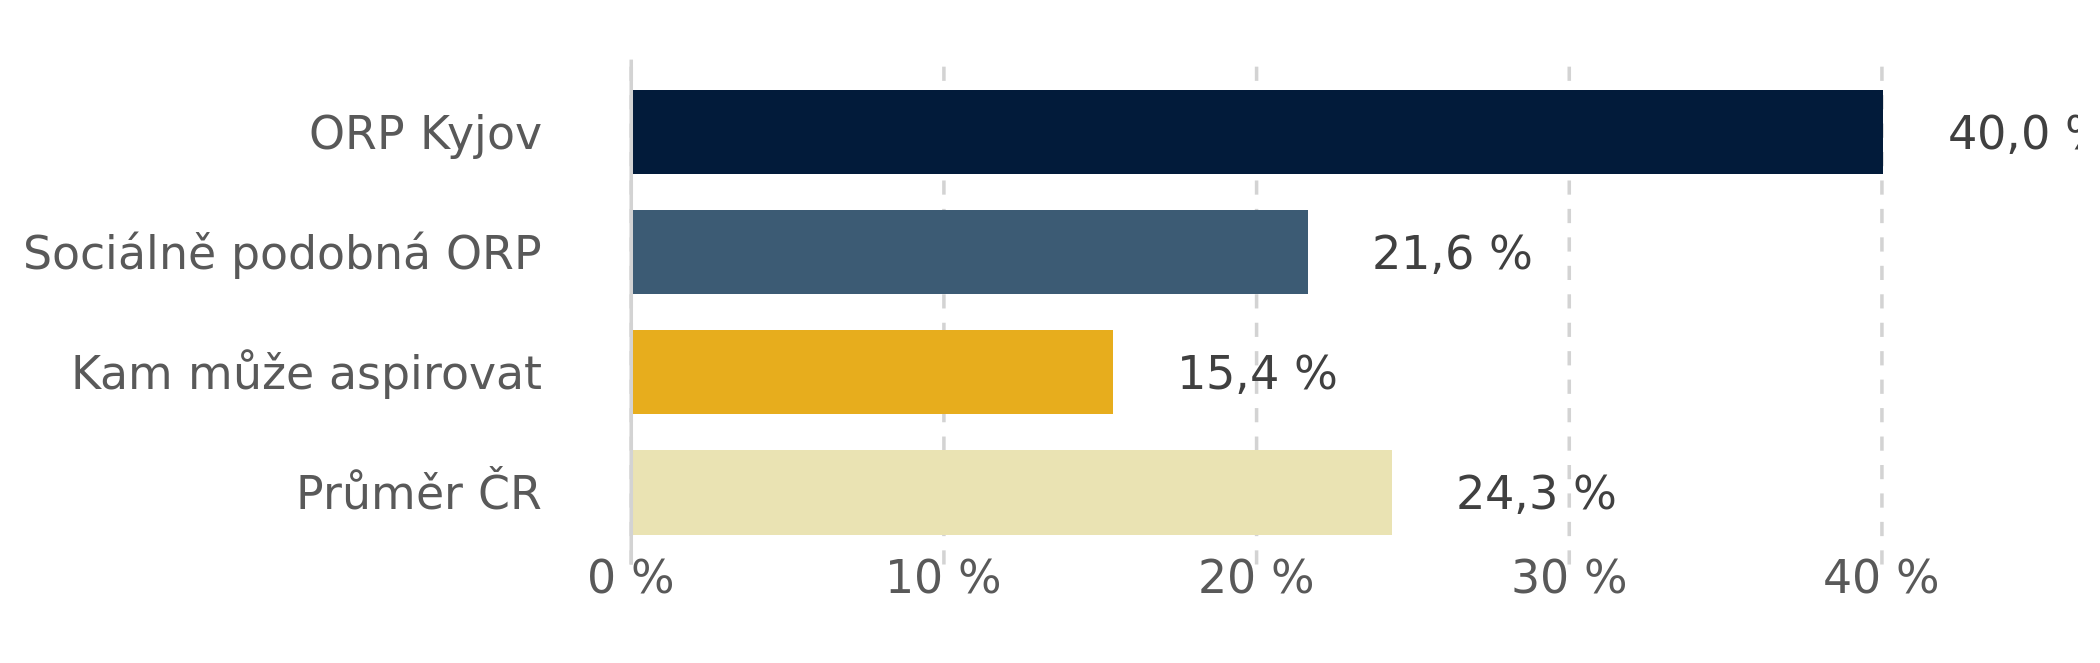 ORP Kyjov
40,0 %
Sociálně podobná ORP
21,6 %
Kam může aspirovat
15,4 %
Průměr ČR
24,3 %
0 % 10 % 20 % 30 % 40 %